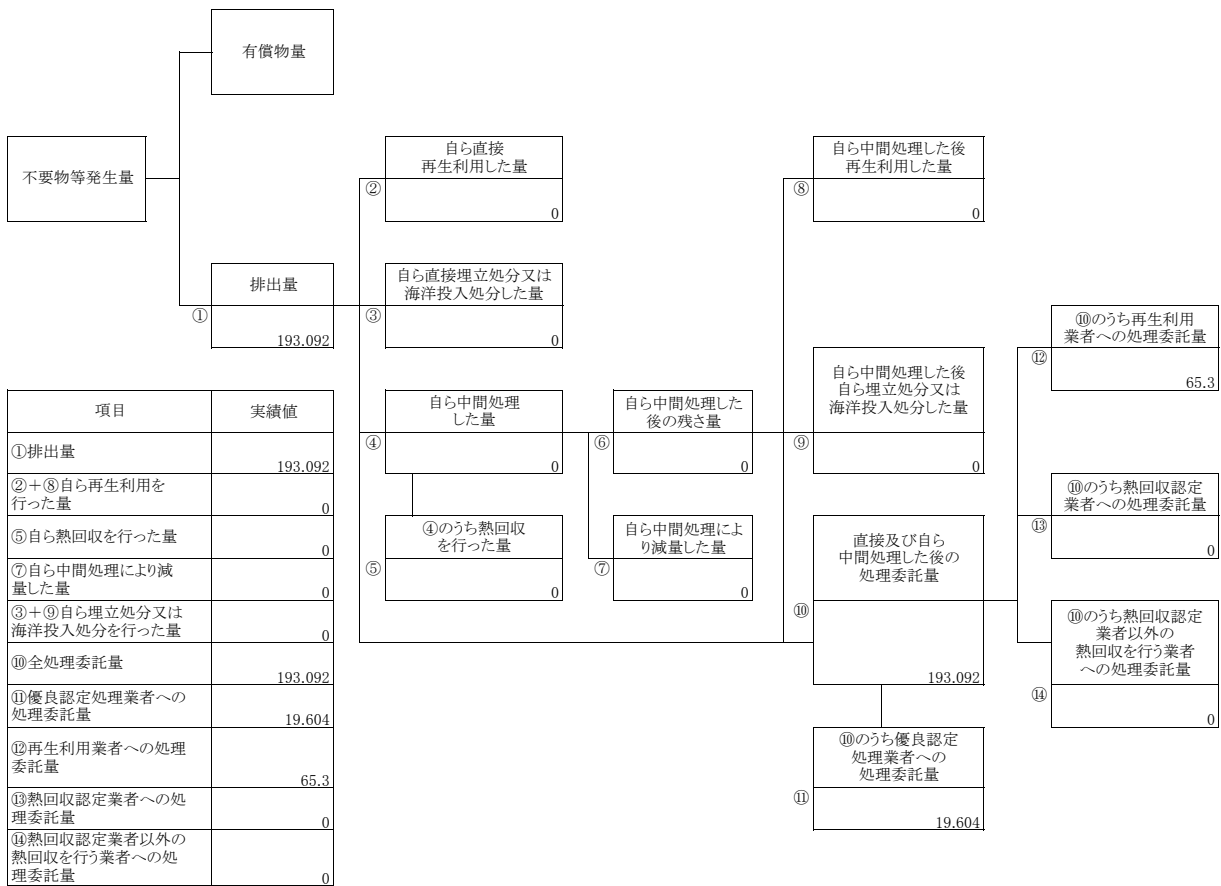 有償物量
不要物等発生量
排出量
①
193.092
自ら直接
再生利用した量
②
0
自ら直接埋立処分又は
海洋投入処分した量
③
0
自ら中間処理
した量
④
0
④のうち熱回収
を行った量
⑤
0
自ら中間処理した
後の残さ量
⑥
0
自ら中間処理によ
り減量した量
⑦
0
自ら中間処理した後
再生利用した量
⑧
0
自ら中間処理した後
自ら埋立処分又は
海洋投入処分した量
⑨
0
直接及び自ら
中間処理した後の
処理委託量
⑩
193.092
⑩のうち優良認定
処理業者への
処理委託量
⑪
19.604
⑩のうち再生利用
業者への処理委託量
⑫
65.3
⑩のうち熱回収認定
業者への処理委託量
⑬
0
⑩のうち熱回収認定
業者以外の
熱回収を行う業者
への処理委託量
⑭
0
項目 実績値
①排出量
193.092
②＋⑧自ら再生利用を
行った量
0
⑤自ら熱回収を行った量
0
⑦自ら中間処理により減
量した量
0
③＋⑨自ら埋立処分又は
海洋投入処分を行った量
0
⑩全処理委託量
193.092
⑪優良認定処理業者への
処理委託量
19.604
⑫再生利用業者への処理
委託量
65.3
⑬熱回収認定業者への処
理委託量
0
⑭熱回収認定業者以外の
熱回収を行う業者への処
理委託量
0